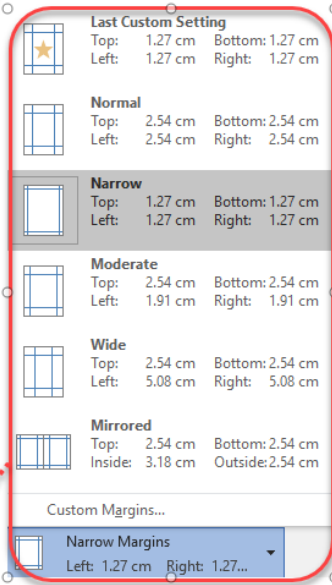 Last Custom Setting
Top: 1.27 cm Bottom: 1.27 cm
Left: 1.27 cm Right: 1.27 cm
Normal
Top: 2.54 cm Bottom: 2.54 cm
Left: 2.54 cm Right: 2.54 cm
Narrow
Top: 1.27 cm Bottom: 1.27 cm
Left: 1.27 cm Right: 1.27 cm
Moderate
Top: 2.54 cm Bottom: 2.54 cm
Left: 1.91 cm Right: 1.91 cm
Wide
Top: 2.54 cm Bottom: 2.54 cm
Left: 5.08 cm Right: 5.08 cm
Mirrored
Top: 2.54 cm Bottom: 2.54 cm
Inside: 3.18 cm Outside: 2.54 cm
Custom Margins...
Narrow Margins
Left: 1.27 cm Right: 1.27...